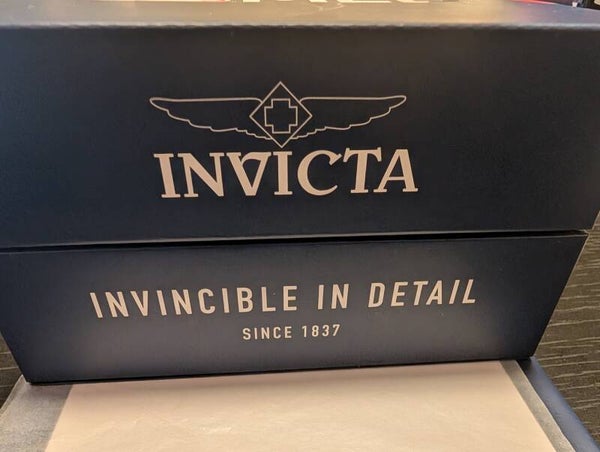 INVICTA
INVINCIBLE IN DETAIL
SINCE 1837